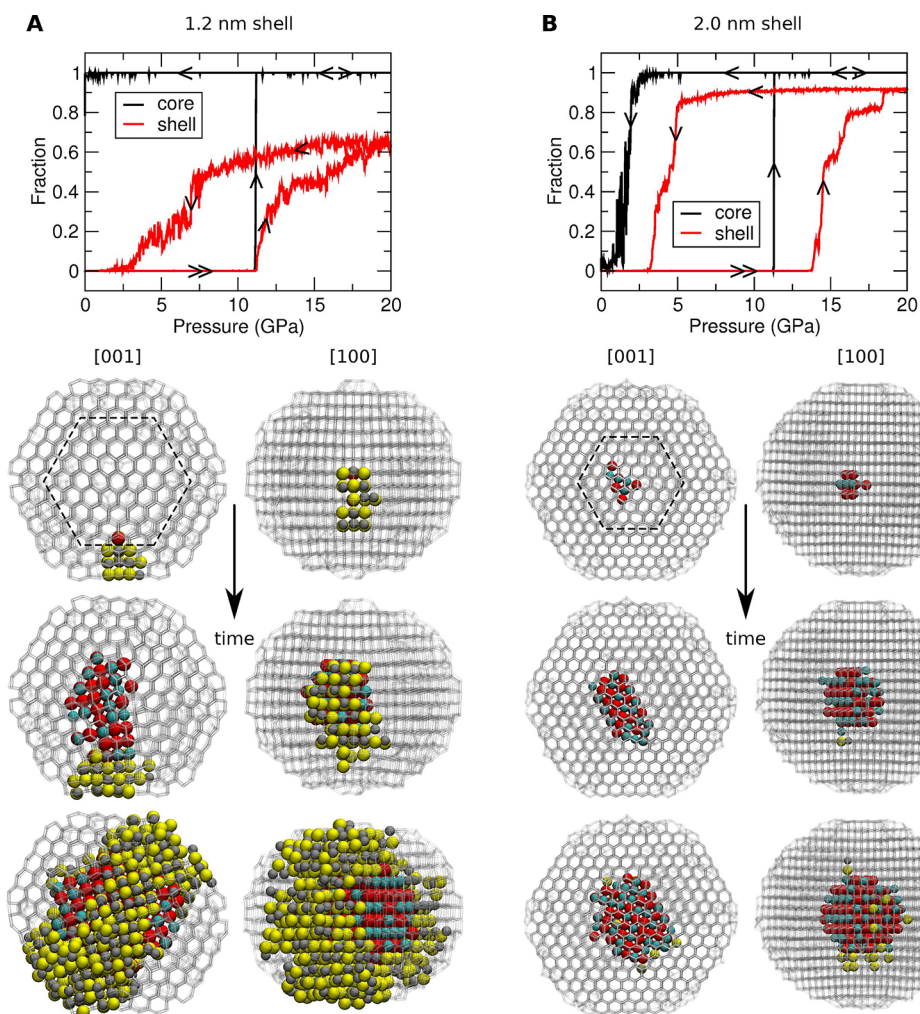 A 1.2 nm shell
1
0.8
0.6
0.4
0.2
0
Fraction
core
shell
0 5 10 15 20
Pressure (GPa)
[001] [100]
time
B 2.0 nm shell
1
0.8
0.6
0.4
0.2
0
Fraction
core
shell
0 5 10 15 20
Pressure (GPa)
[001] [100]
time